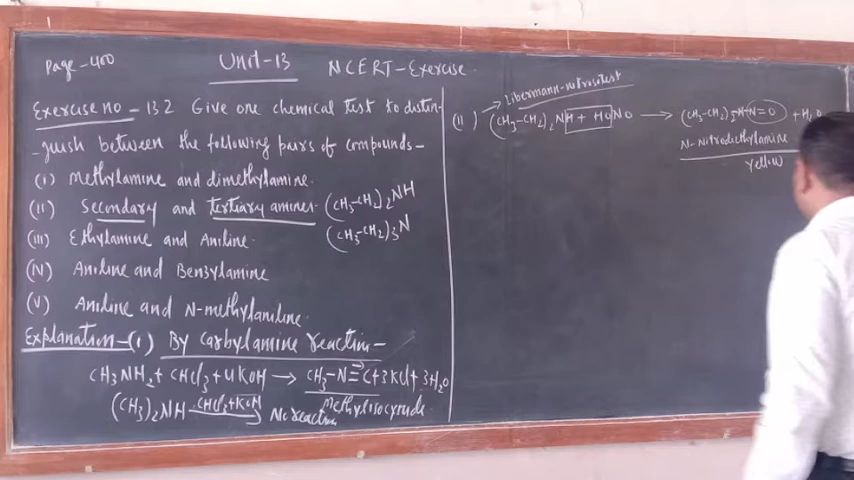 Page-400
Unit-13
NCERT-Exercise.
Exercise no - 13.2 Give one chemical test to distin-
-guish between the following pairs of compounds-
(i) Methylamine and dimethylamine.
(ii) Secondary and tertiary amines. (CH3-CH2)2NH
(CH3-CH2)3N
(iii) Ethylamine and Aniline.
(iv) Aniline and Benzylamine
(v) Aniline and N-methylaniline.
Explanation-(i) By Carbylamine reaction-
CH3NH2 + CHCl3 + 4KOH → CH3-N≡C + 3KCl + 3H2O
Methylisocyanide
(CH3)2NH CHCl3+KOH → No reaction
Libermann-nitrosotest
(ii) (CH3-CH2)2NH + HONO → (CH3-CH2)2N-N=O + H2O
N-nitrodiethylamine
Yellow